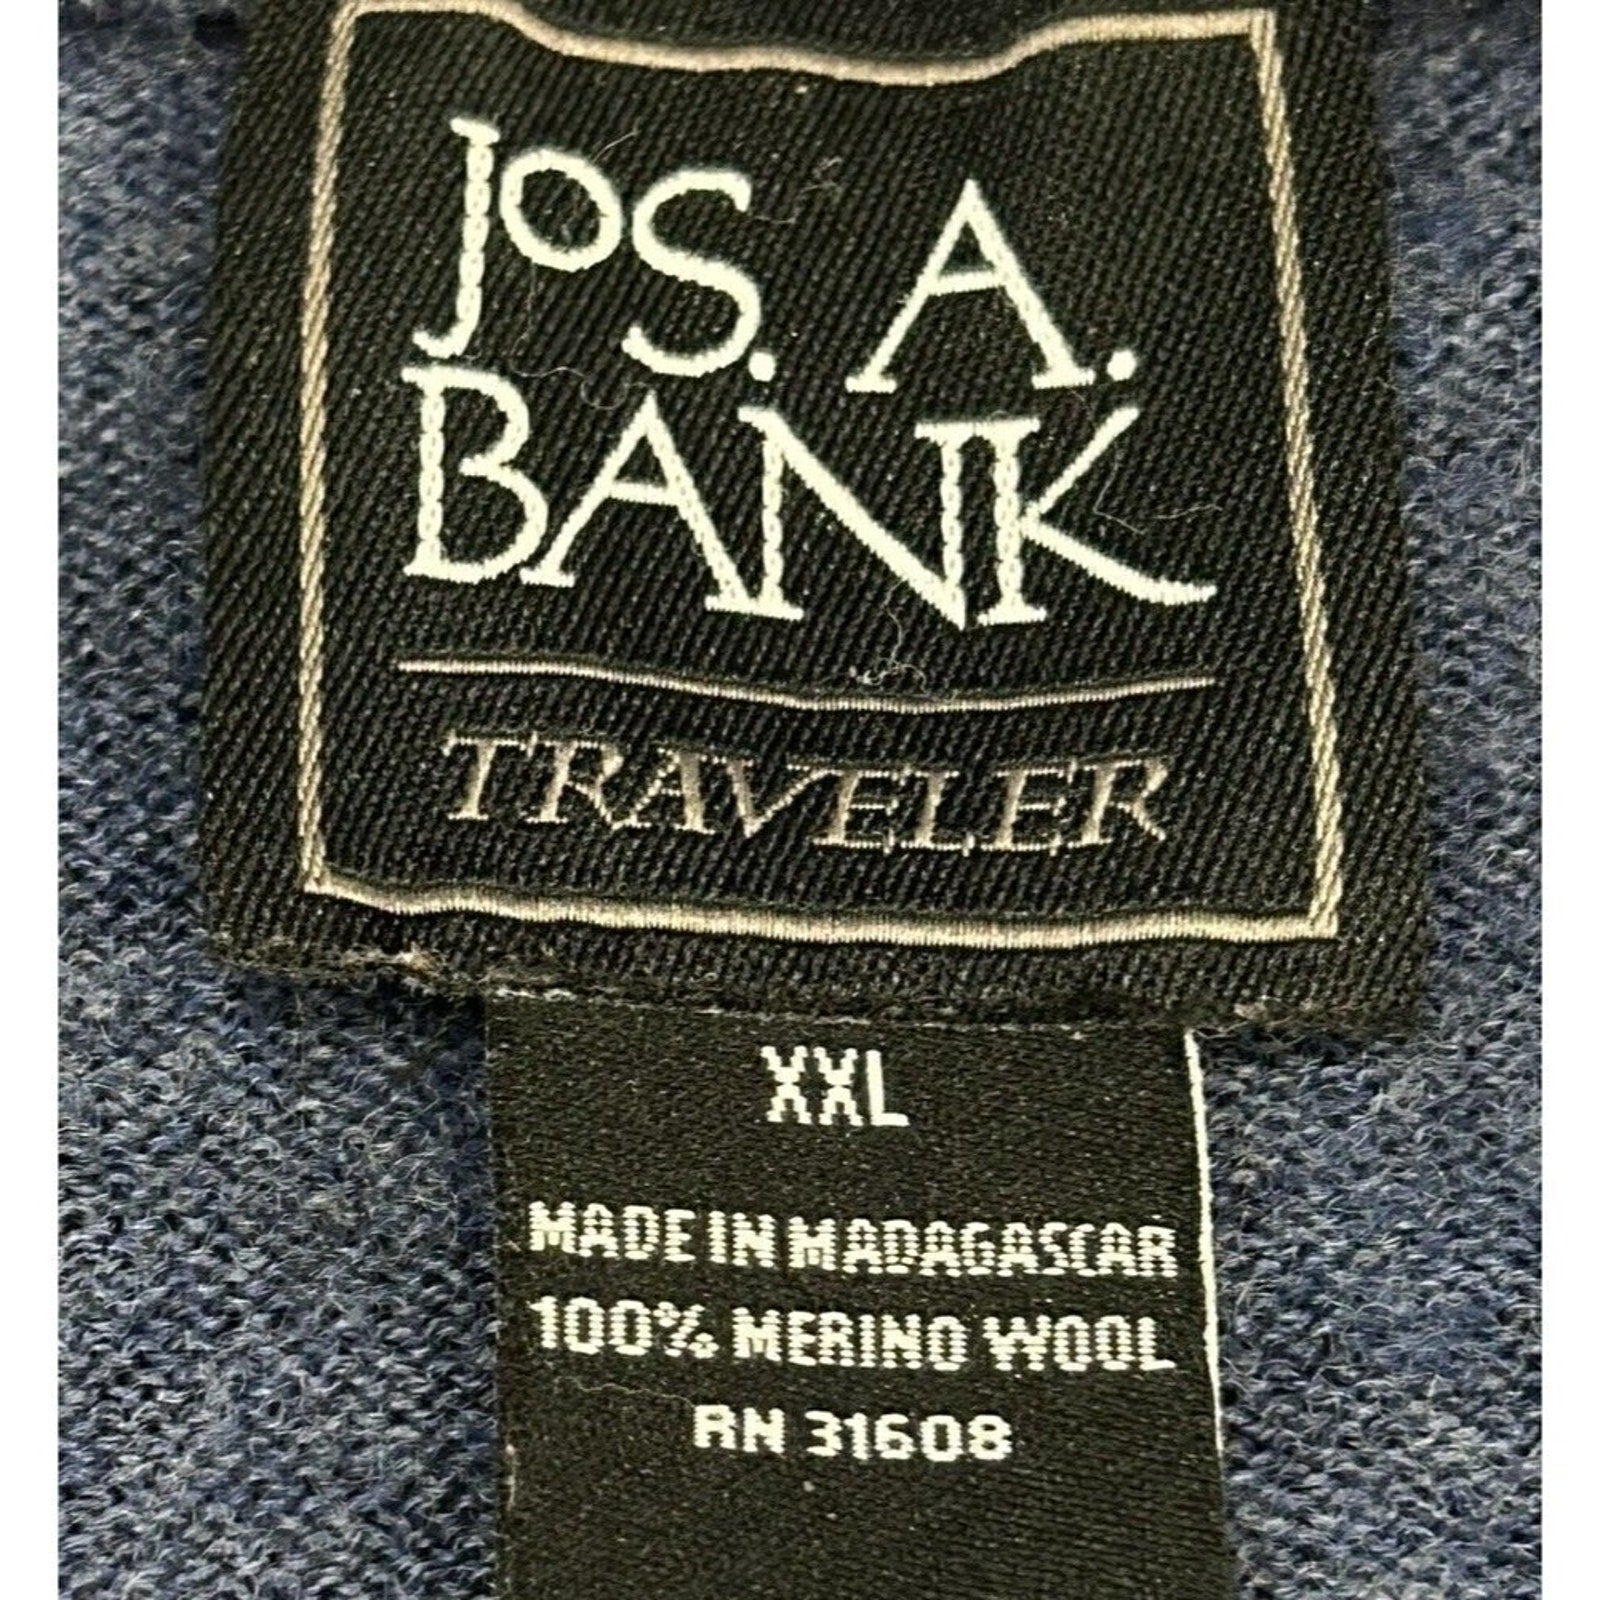 JoS. A.
BANK
TRAVELER
XXL
MADE IN MADAGASCAR
100% MERINO WOOL
RN 31608